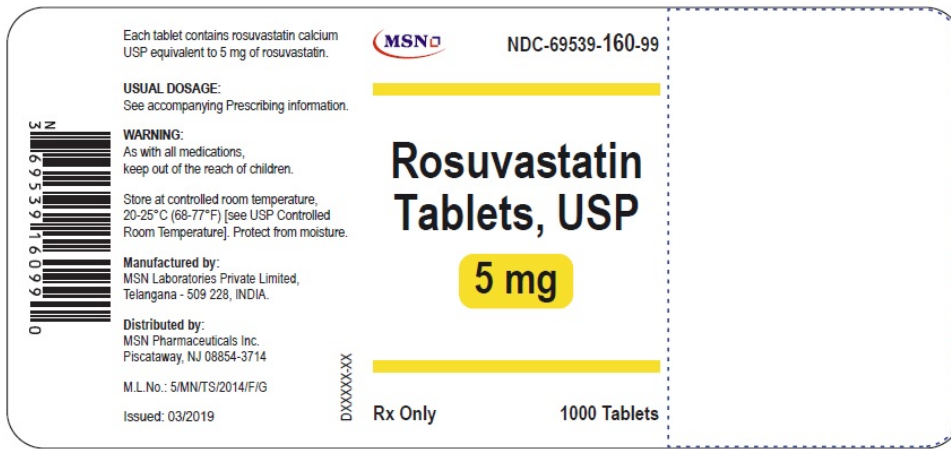 Each tablet contains rosuvastatin calcium
USP equivalent to 5 mg of rosuvastatin.
USUAL DOSAGE:
See accompanying Prescribing information.
WARNING:
As with all medications,
keep out of the reach of children.
Store at controlled room temperature,
20-25°C (68-77°F) [see USP Controlled
Room Temperature]. Protect from moisture.
Manufactured by:
MSN Laboratories Private Limited,
Telangana - 509 228, INDIA.
Distributed by:
MSN Pharmaceuticals Inc.
Piscataway, NJ 08854-3714
M.L.No.: 5/MN/TS/2014/F/G
Issued: 03/2019
N
3 69539 16099 0
DXXXXX-XX
MSN
NDC-69539-160-99
Rosuvastatin
Tablets, USP
5 mg
Rx Only 1000 Tablets